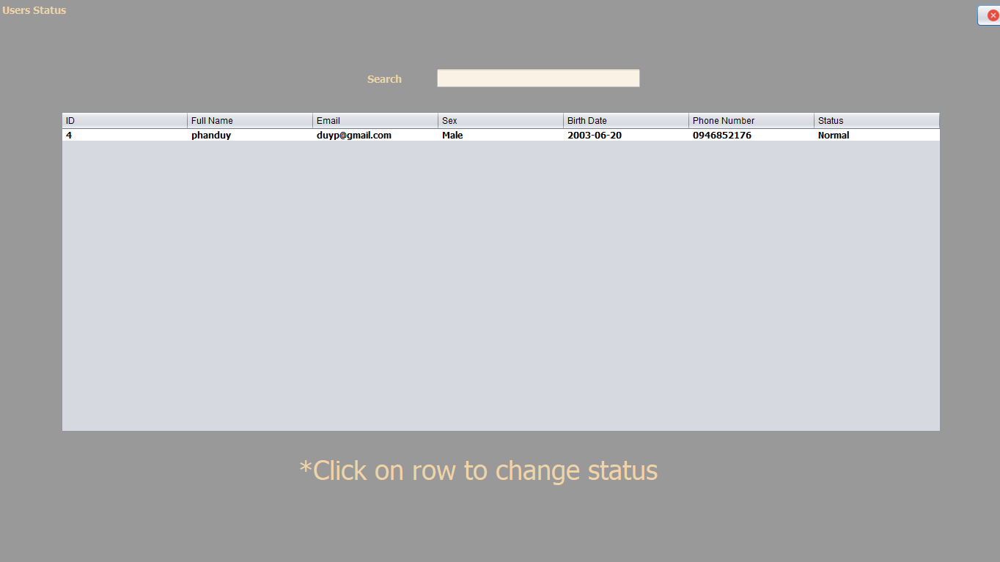 Users Status
Search
ID Full Name Email Sex Birth Date Phone Number Status
4 phanduy duyp@gmail.com Male 2003-06-20 0946852176 Normal
*Click on row to change status